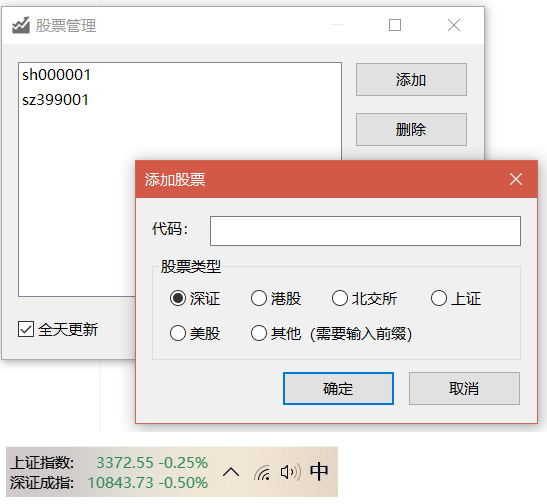 股票管理
sh000001
sz399001
添加
删除
添加股票
代码：
股票类型
深证 港股 北交所 上证
美股 其他（需要输入前缀）
全天更新
确定 取消
上证指数: 3372.55 -0.25%
深证成指: 10843.73 -0.50%
中